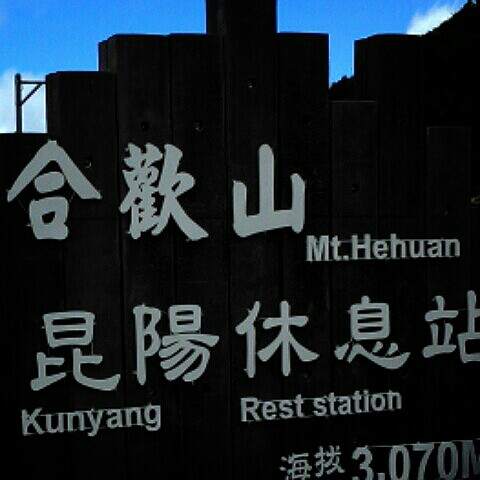 合歡山
Mt.Hehuan
昆陽休息站
Kunyang Rest station
海拔 3,070M